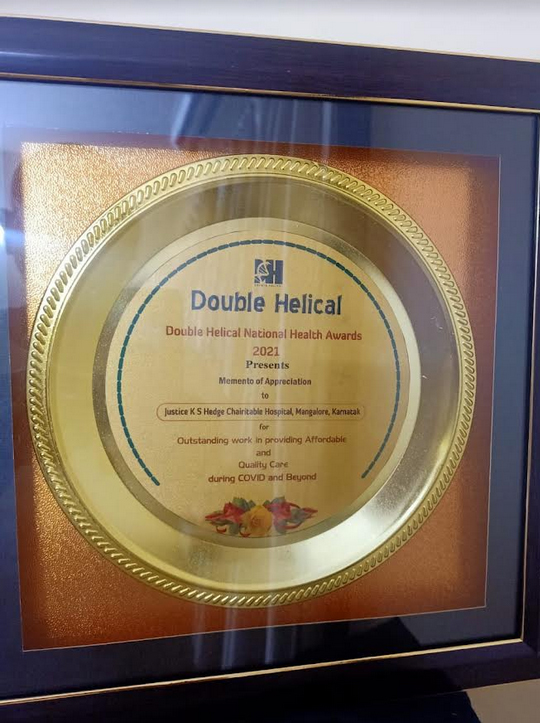 Double Helical
Double Helical National Health Awards
2021
Presents
Memento of Appreciation
to
Justice K S Hedge Chairitable Hospital, Mangalore, Karnatak
for
Outstanding work in providing Affordable
and
Quality Care
during COVID and Beyond